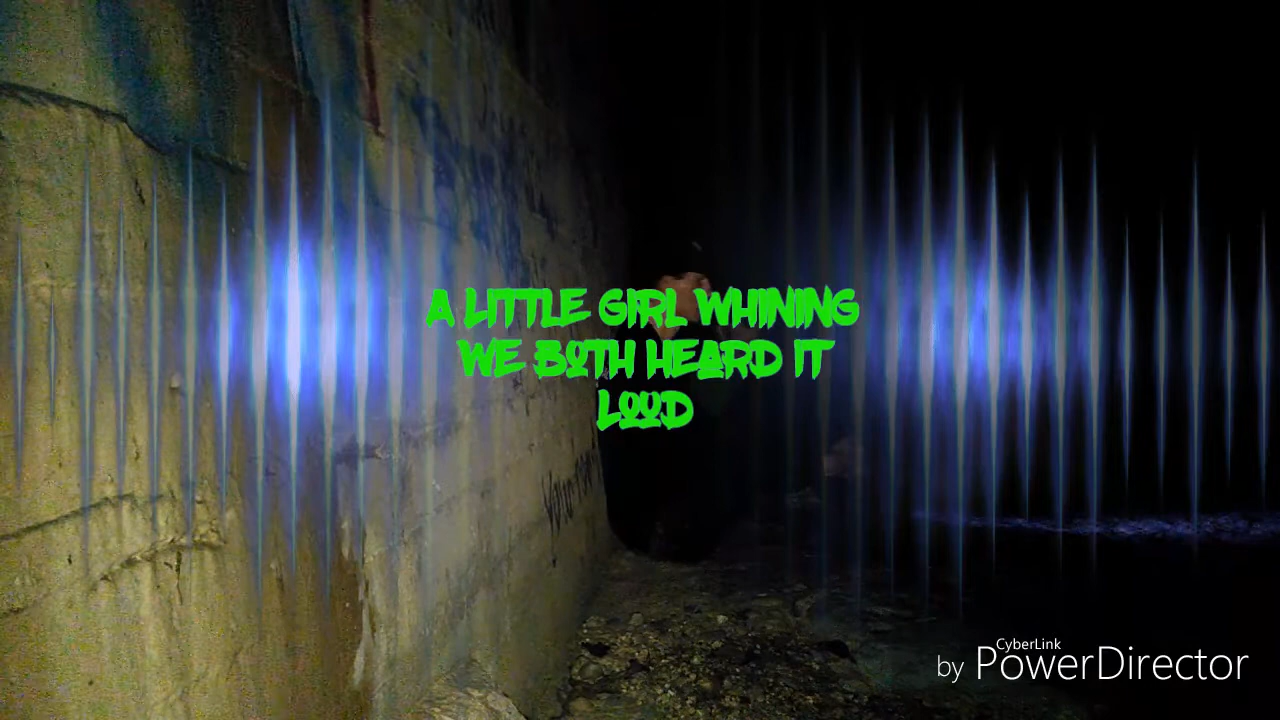 A LITTLE GIRL WHINING
WE BOTH HEARD IT
LOUD
CyberLink
by PowerDirector